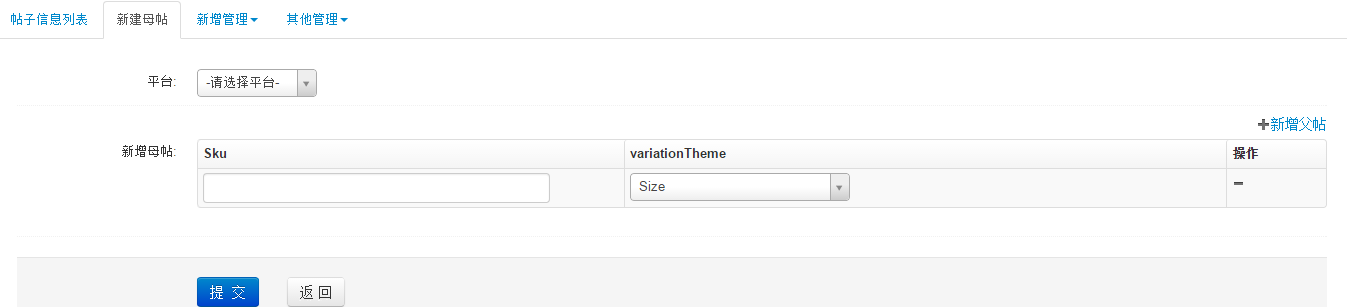 帖子信息列表 新建母帖 新增管理 其他管理
平台: -请选择平台-
新增父帖
新增母帖: Sku variationTheme 操作
Size
提 交 返 回